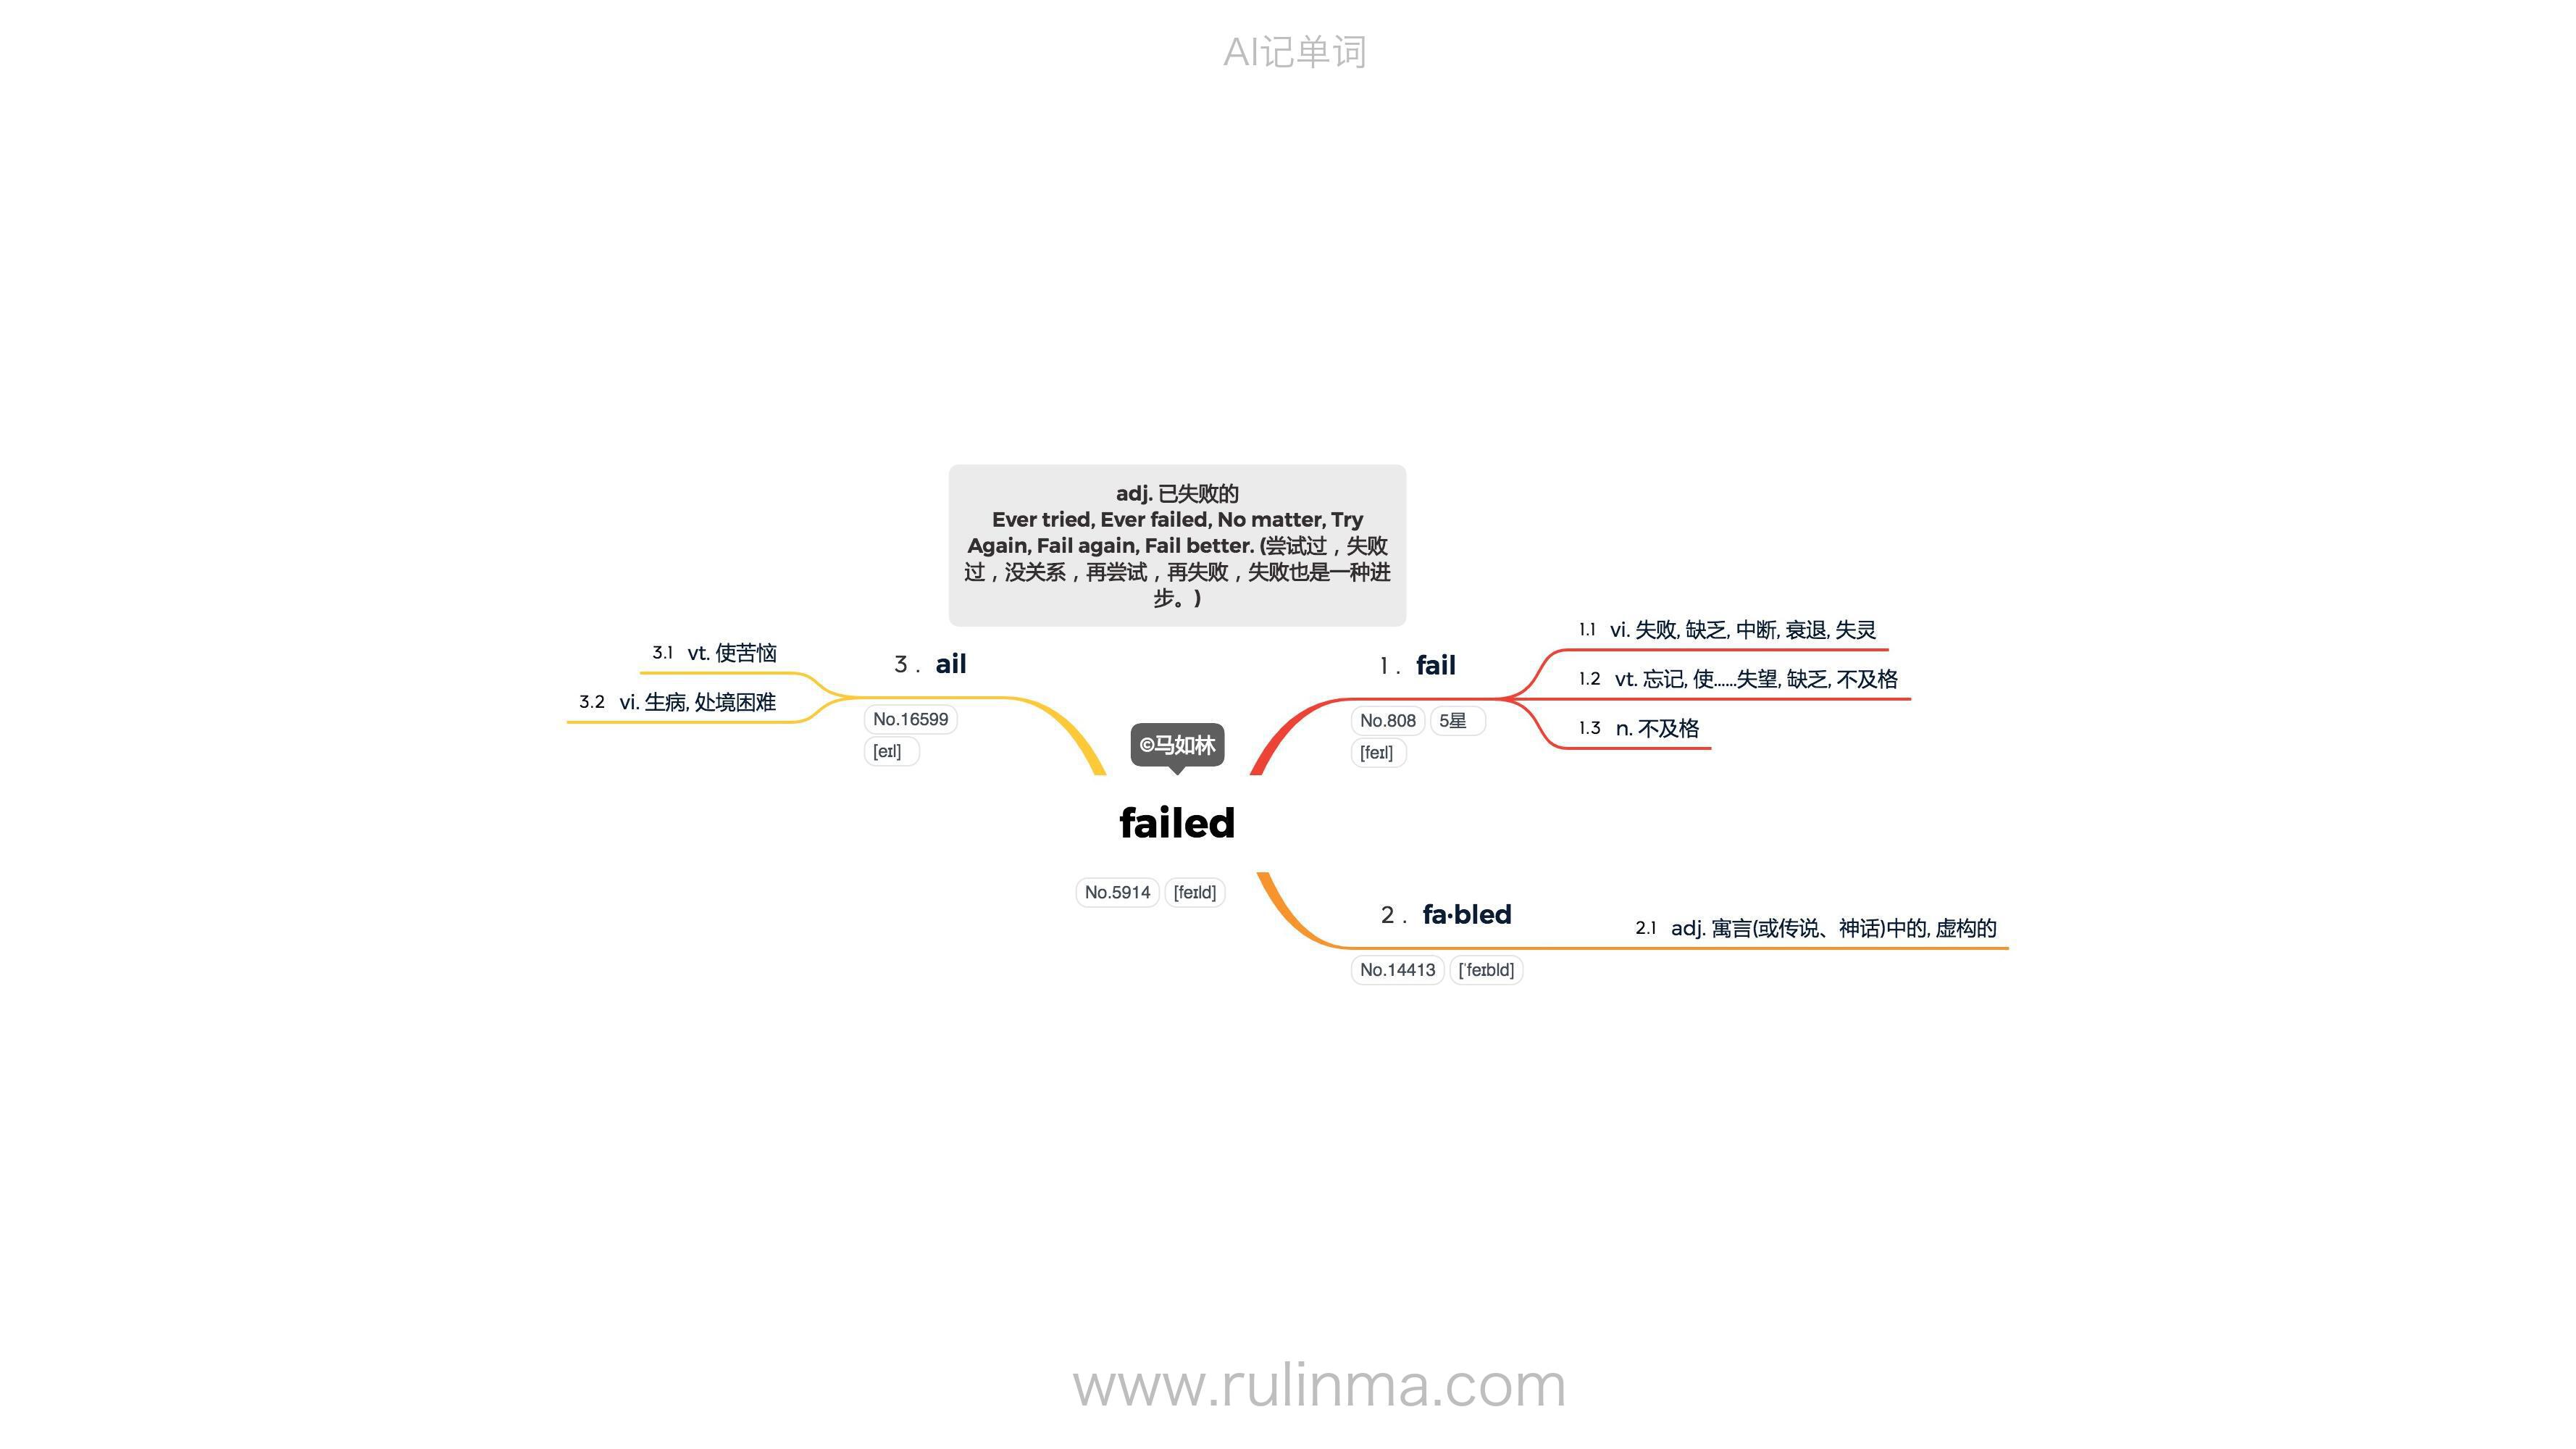 AI记单词
adj. 已失败的
Ever tried, Ever failed, No matter, Try
Again, Fail again, Fail better. (尝试过，失败
过，没关系，再尝试，再失败，失败也是一种进
步。)
3.1 vt. 使苦恼
3.2 vi. 生病, 处境困难
3 . ail
No.16599
[eɪl]
©马如林
failed
No.5914 [feɪld]
1 . fail
No.808 5星
[feɪl]
1.1 vi. 失败, 缺乏, 中断, 衰退, 失灵
1.2 vt. 忘记, 使......失望, 缺乏, 不及格
1.3 n. 不及格
2 . fa·bled
No.14413 [ˈfeɪbld]
2.1 adj. 寓言(或传说、神话)中的, 虚构的
www.rulinma.com